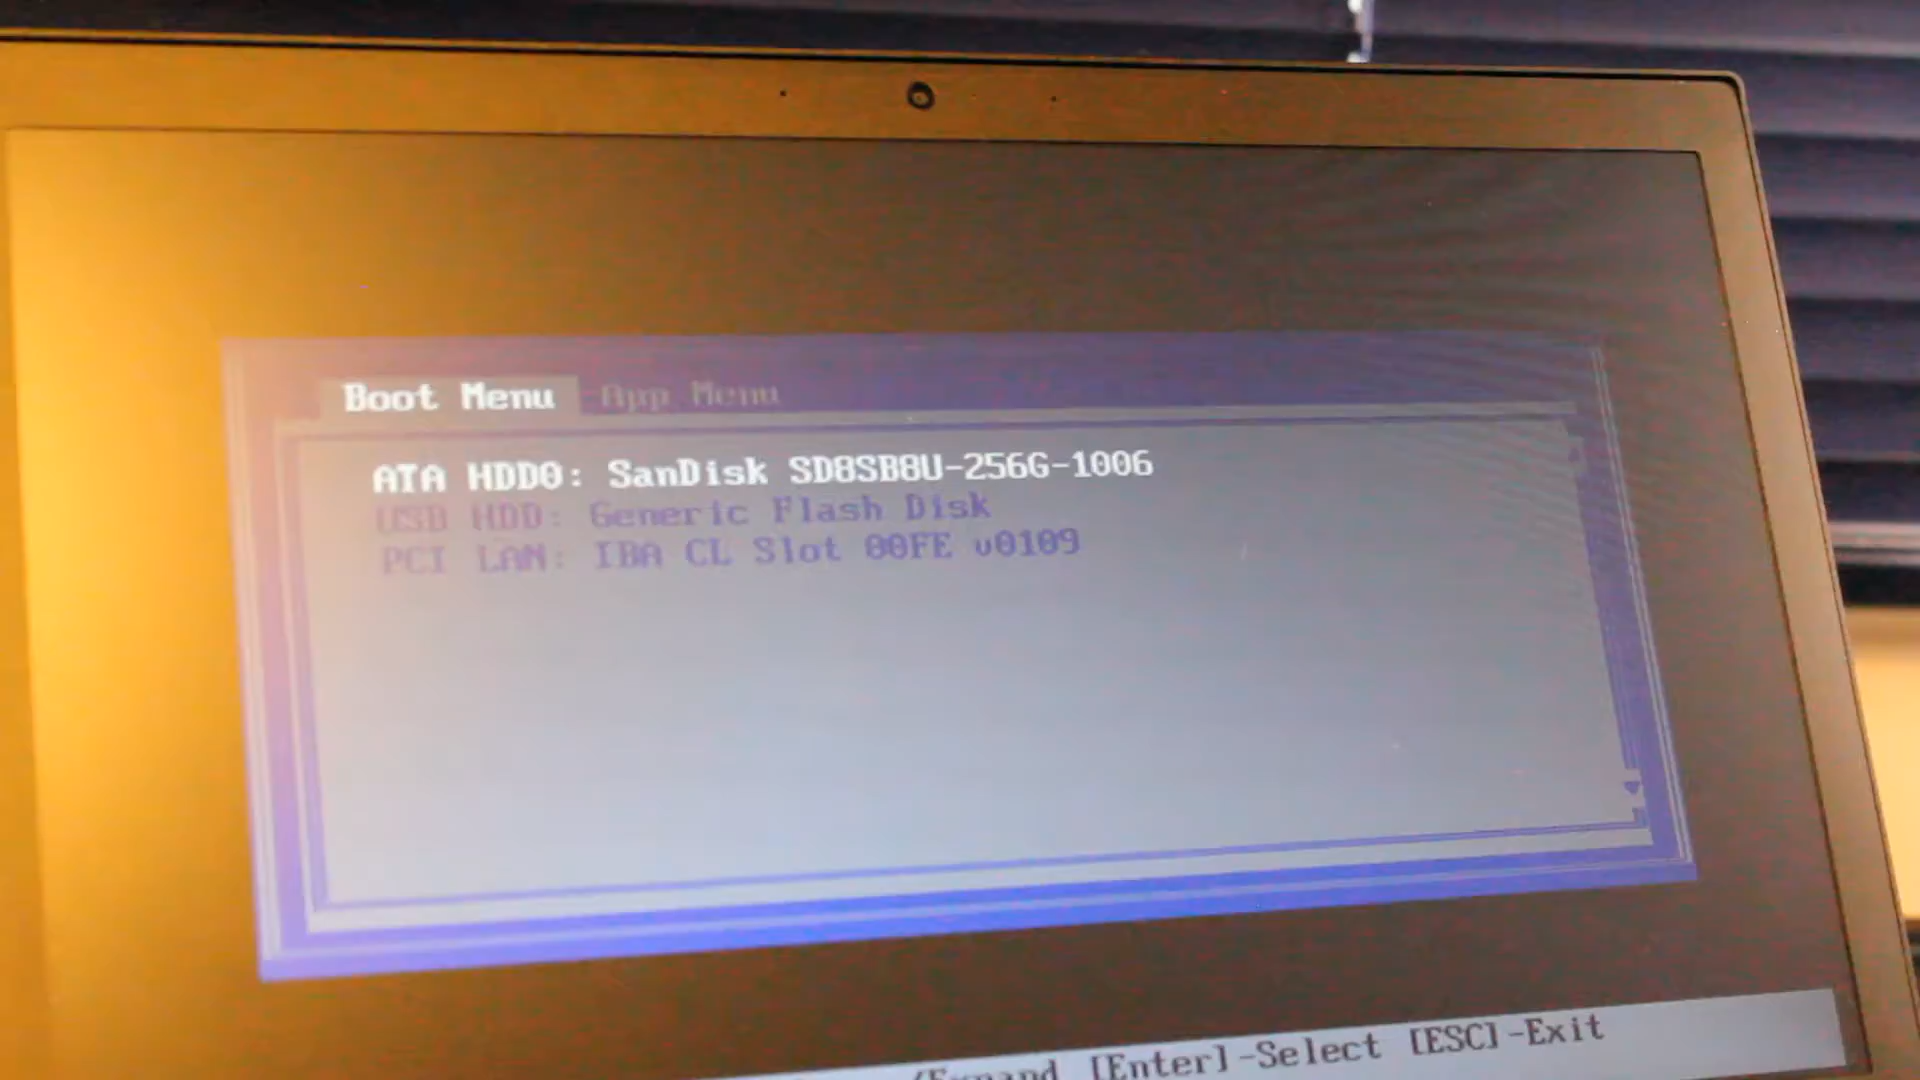 Boot Menu App Menu
ATA HDD0: SanDisk SD8SB8U-256G-1006
USB HDD: Generic Flash Disk
PCI LAN: IBA CL Slot 00FE v0109
/Expand [Enter]-Select [ESC]-Exit